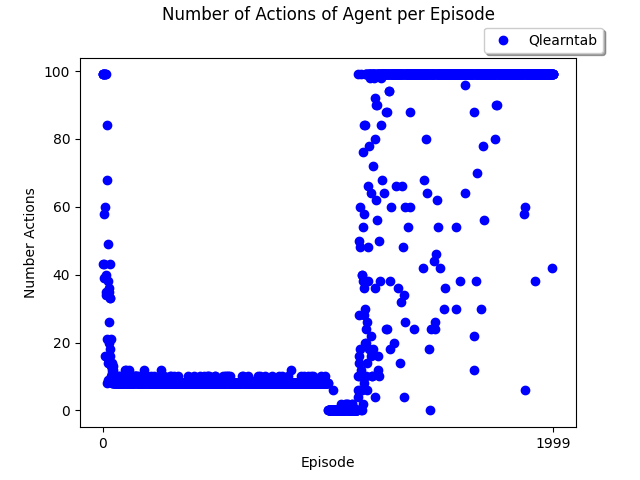 Number of Actions of Agent per Episode
Qlearntab
100
80
60
40
20
0
Number Actions
0
1999
Episode